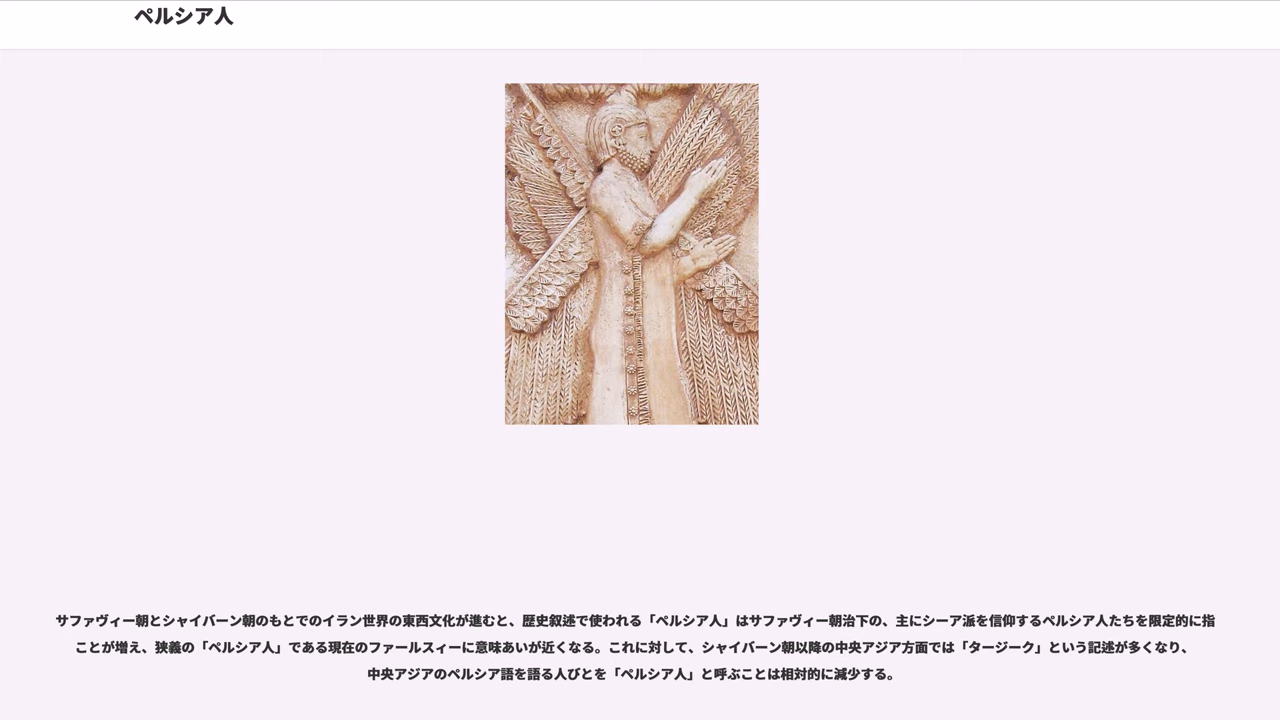 ペルシア人
サファヴィー朝とシャイバーン朝のもとでのイラン世界の東西文化が進むと、歴史叙述で使われる「ペルシア人」はサファヴィー朝治下の、主にシーア派を信仰するペルシア人たちを限定的に指
ことが増え、狭義の「ペルシア人」である現在のファールスィーに意味あいが近くなる。これに対して、シャイバーン朝以降の中央アジア方面では「タージーク」という記述が多くなり、
中央アジアのペルシア語を語る人びとを「ペルシア人」と呼ぶことは相対的に減少する。